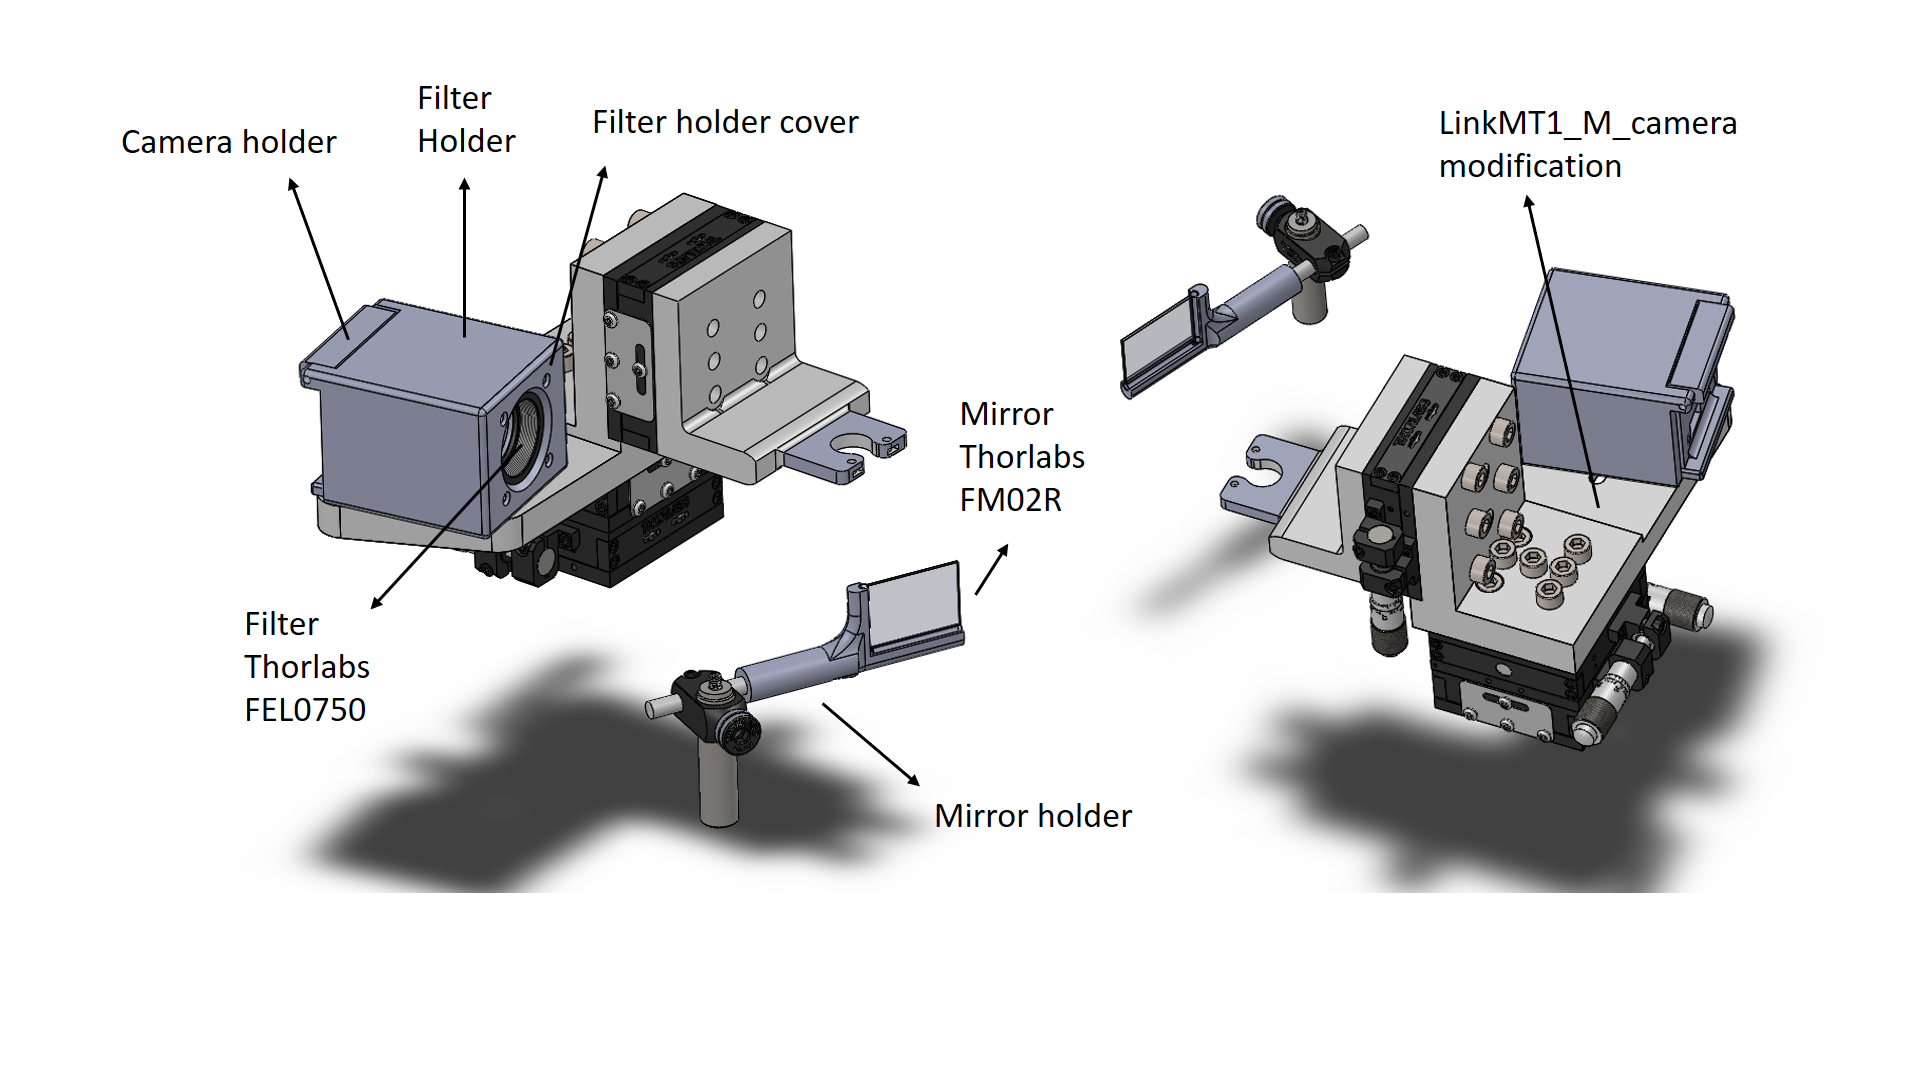 Camera holder
Filter
Holder
Filter holder cover
LinkMT1_M_camera
modification
Mirror
Thorlabs
FM02R
Filter
Thorlabs
FEL0750
Mirror holder